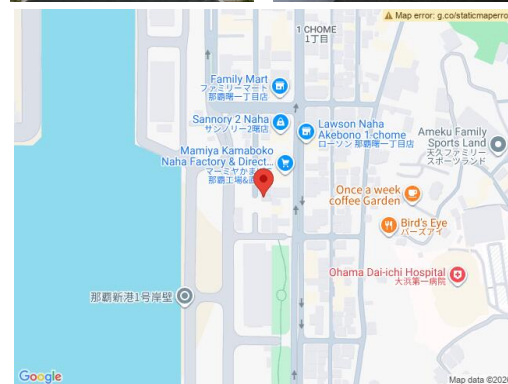 Map error: g.co/staticmaperro
1 CHOME
1丁目
Family Mart
ファミリーマート
那覇曙一丁目店
Sannory 2 Naha
サンノリー2曙店
Lawson Naha
Akebono 1-chome
ローソン 那覇曙一丁目店
Ameku Family
Sports Land
天久ファミリー
スポーツランド
Mamiya Kamaboko
Naha Factory & Direct...
マーミヤかま
那覇工場&直
Once a week
coffee Garden
Bird's Eye
バーズアイ
Ohama Dai-ichi Hospital
大浜第一病院
那覇新港1号岸壁
Google
Map data ©2026